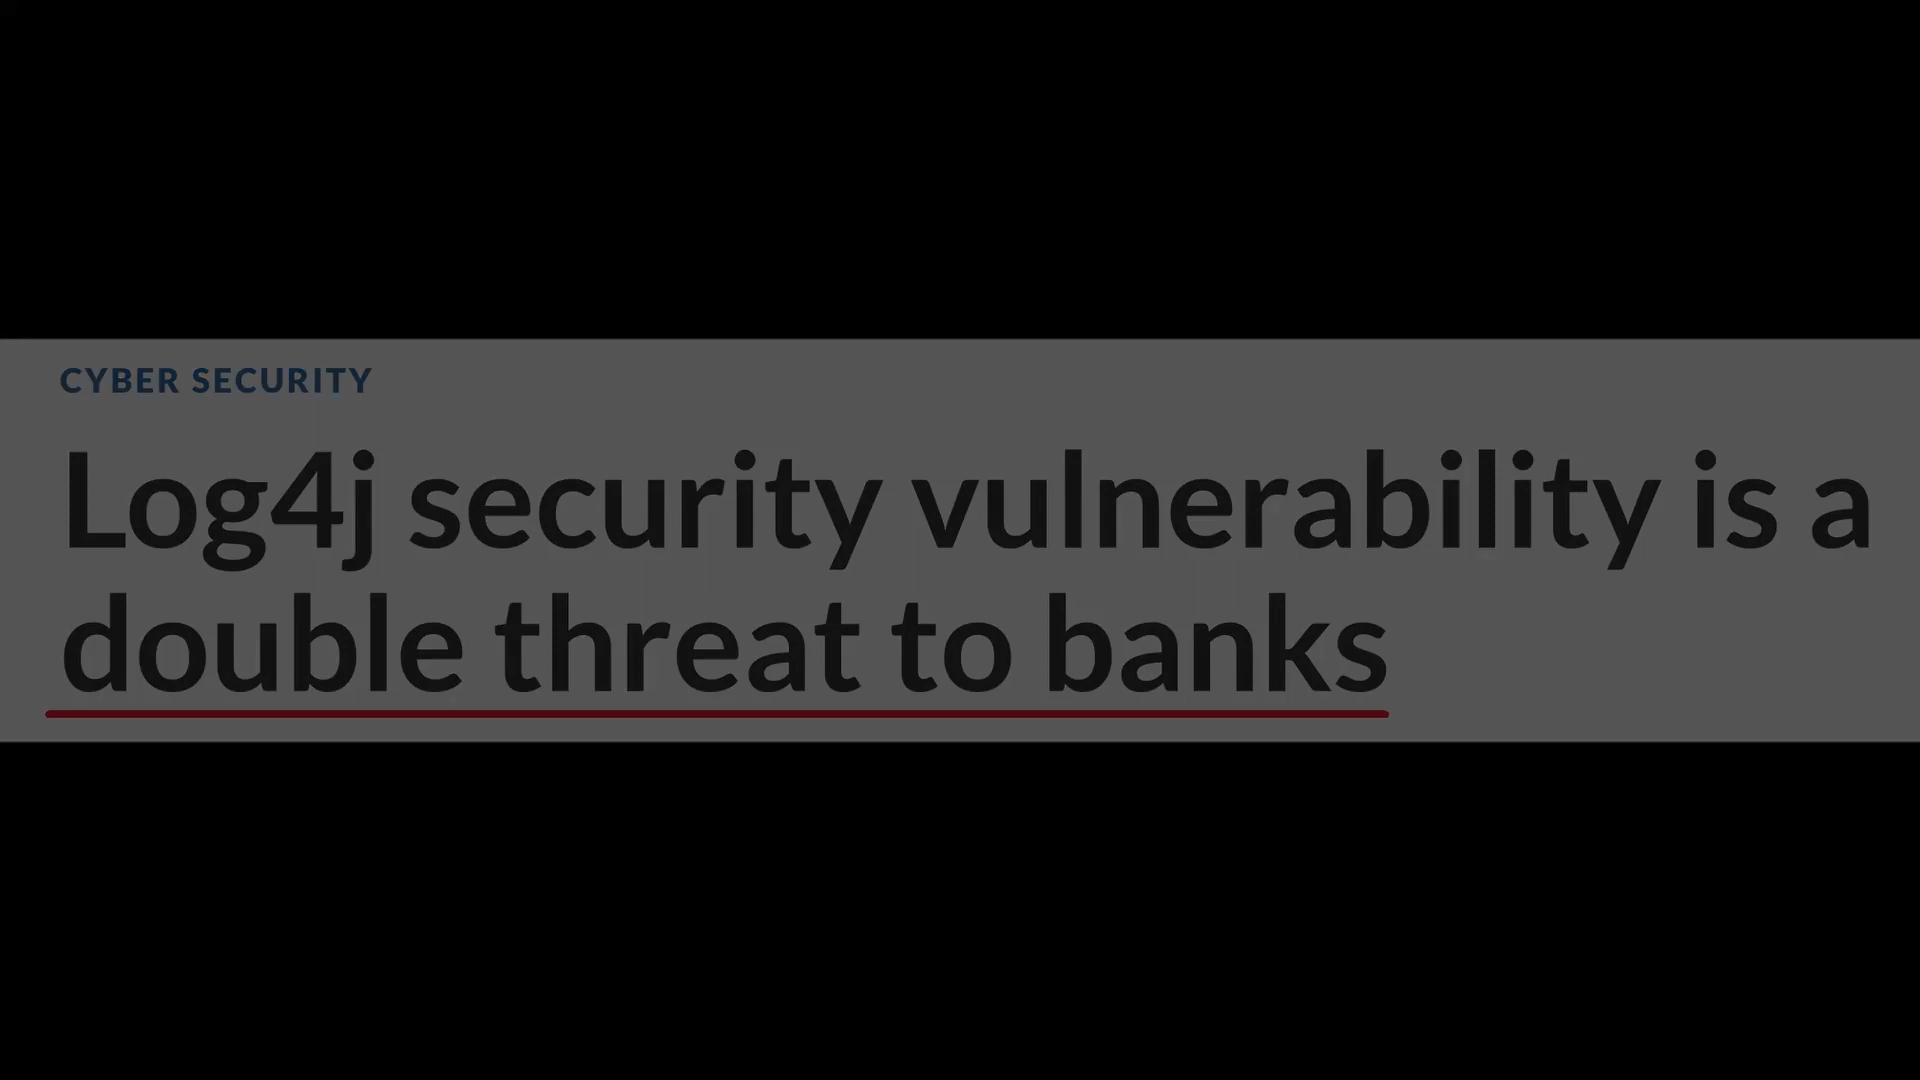 CYBER SECURITY
Log4j security vulnerability is a
double threat to banks